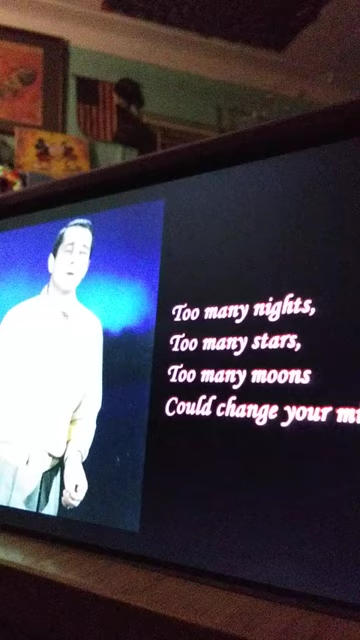 Too many nights,
Too many stars,
Too many moons
Could change your